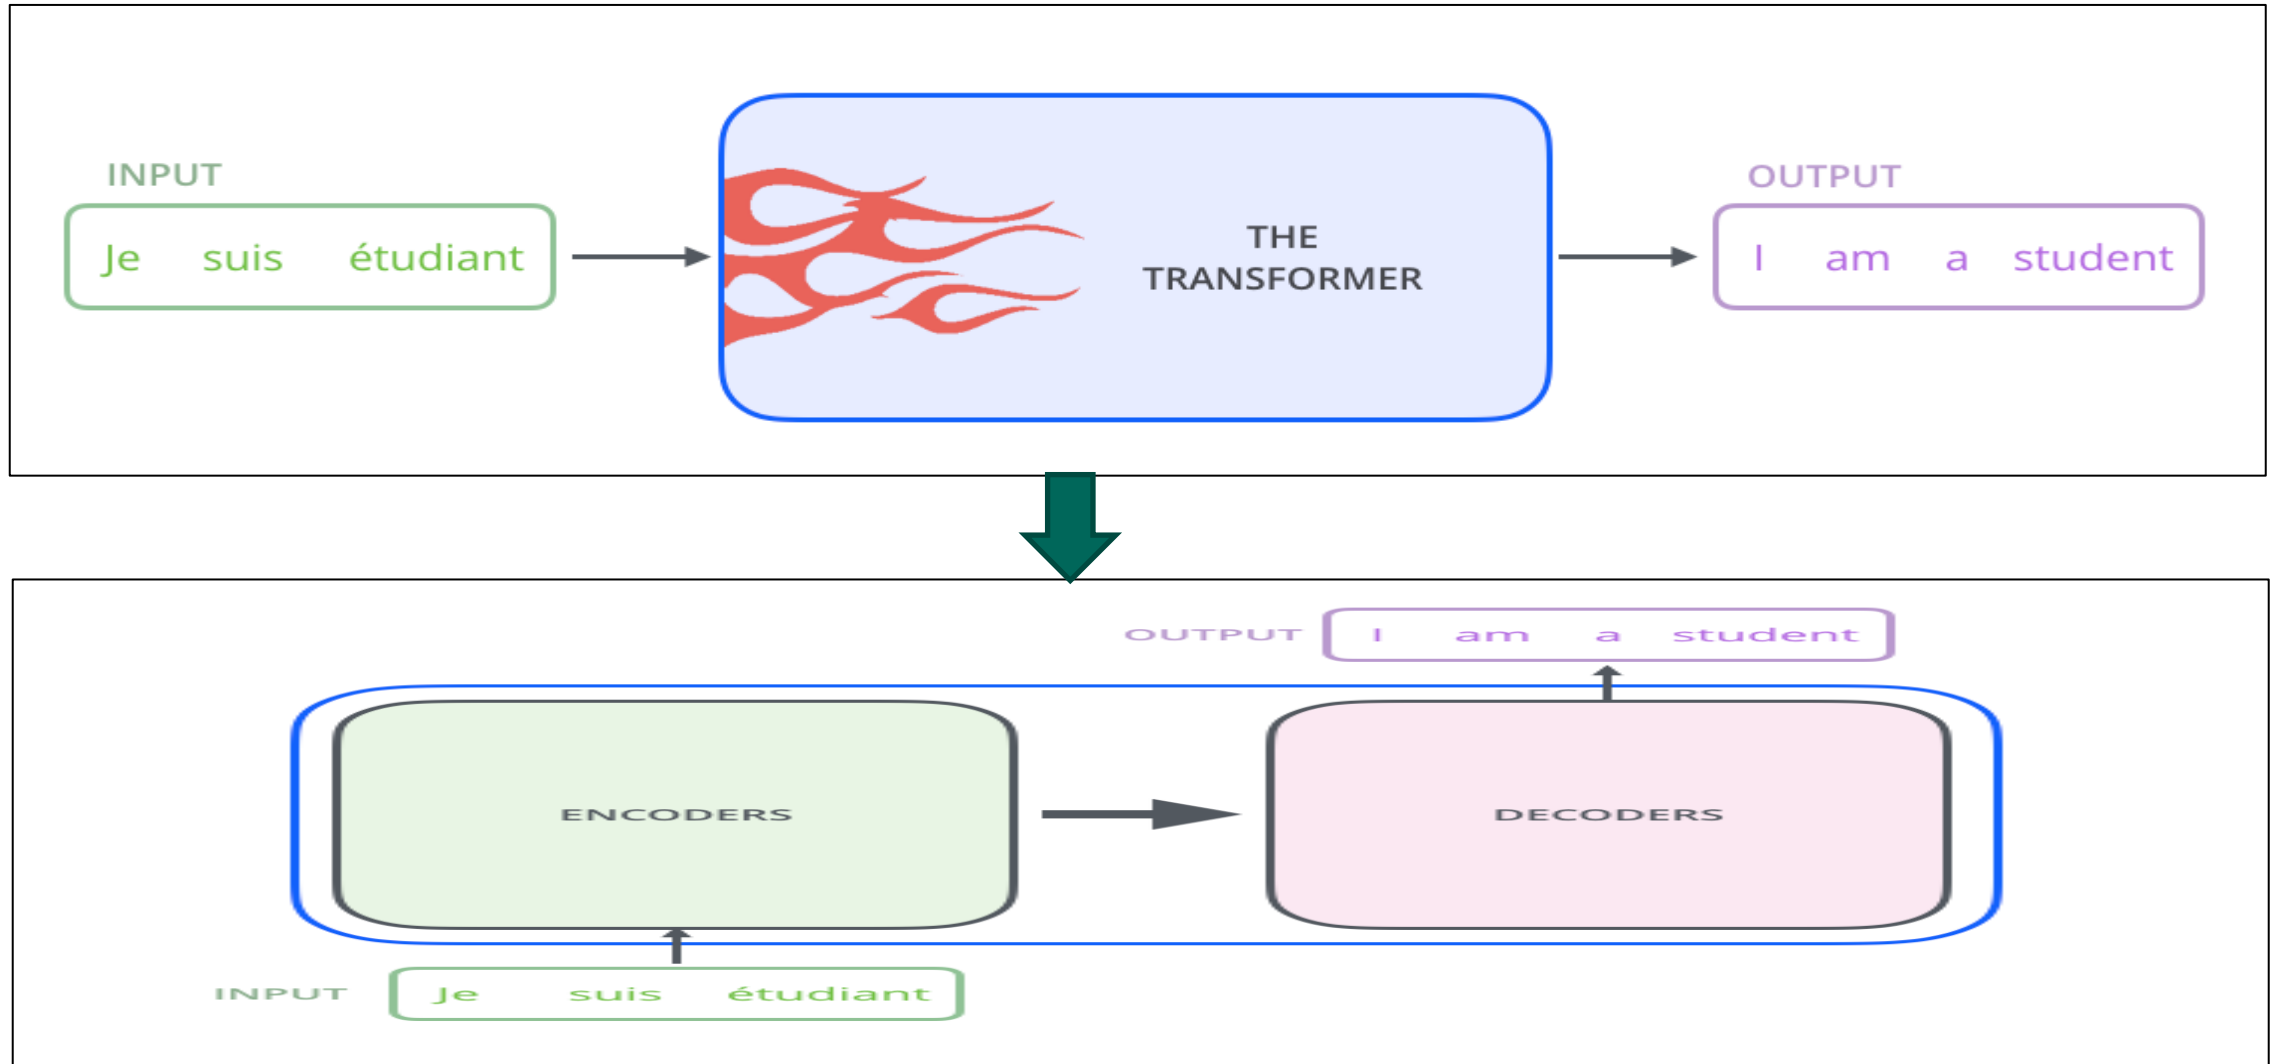 INPUT
Je suis étudiant
THE
TRANSFORMER
OUTPUT
I am a student
OUTPUT
I am a student
ENCODERS
DECODERS
INPUT
Je suis étudiant